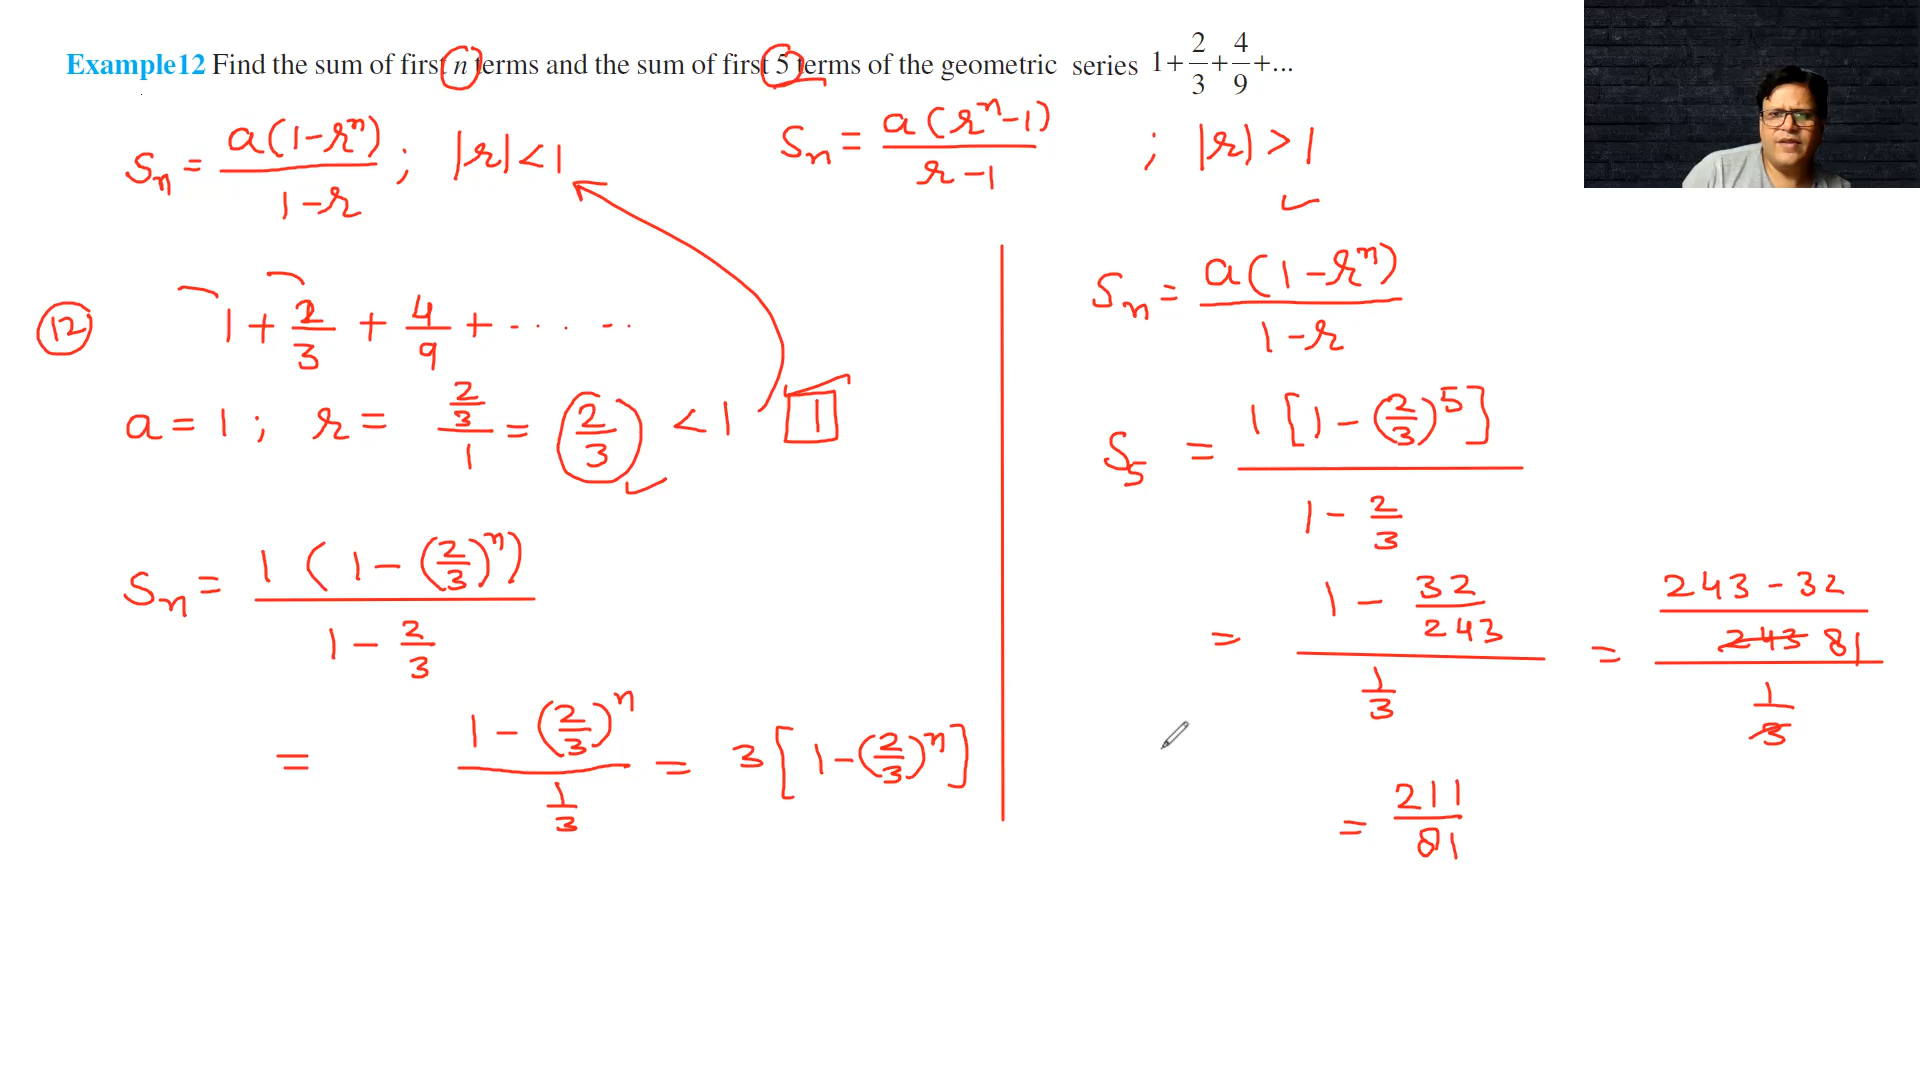 Example12 Find the sum of first n terms and the sum of first 5 terms of the geometric series 1+2/3+4/9+...
Sn = a(1-r^n)/(1-r) ; |r|<1
Sn = a(r^n-1)/(r-1) ; |r|>1
12 1 + 2/3 + 4/9 + ......
a = 1 ; r = (2/3)/1 = 2/3 < 1 1
Sn = 1(1-(2/3)^n)/(1-2/3)
= (1-(2/3)^n)/(1/3) = 3[1-(2/3)^n]
Sn = a(1-r^n)/(1-r)
S5 = 1[1-(2/3)^5]/(1-2/3)
= (1-32/243)/(1/3) = ((243-32)/243 81)/(1/3)
= 211/81